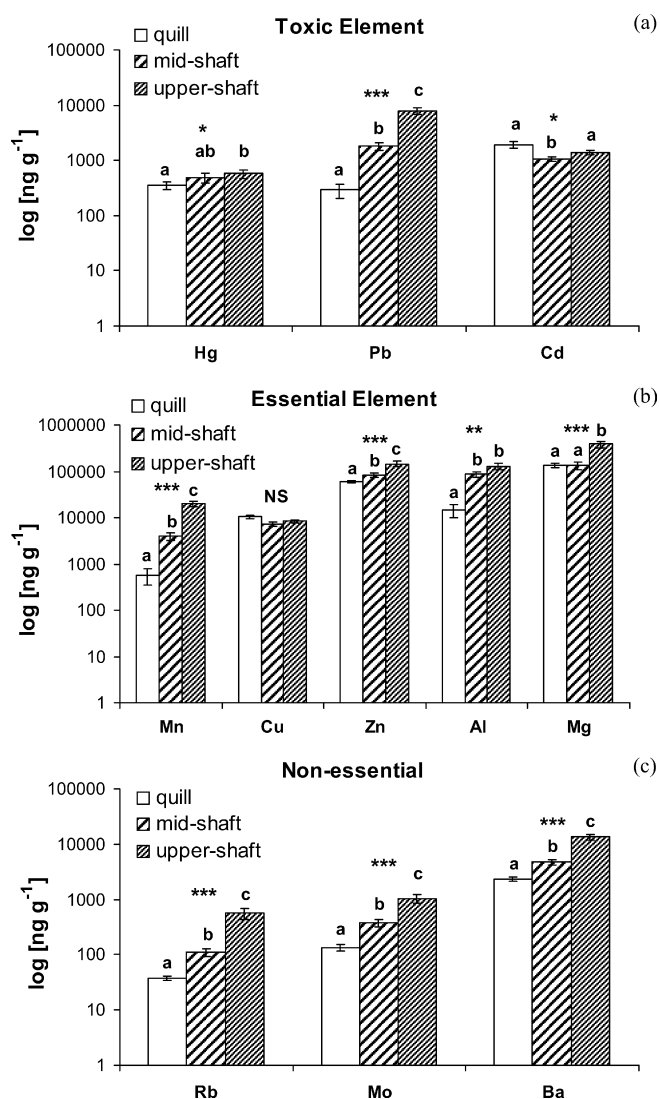 Toxic Element
(a)
quill
mid-shaft
upper-shaft
log [ng g⁻¹]
100000
10000
1000
100
10
1
*
***
*
a
ab
b
a
b
c
a
b
a
Hg
Pb
Cd
Essential Element
(b)
quill
mid-shaft
upper-shaft
log [ng g⁻¹]
1000000
100000
10000
1000
100
10
1
***
NS
***
**
***
a
b
c
a
b
c
a
b
b
a
a
b
Mn
Cu
Zn
Al
Mg
Non-essential
(c)
quill
mid-shaft
upper-shaft
log [ng g⁻¹]
100000
10000
1000
100
10
1
***
***
***
a
b
c
a
b
c
a
b
c
Rb
Mo
Ba